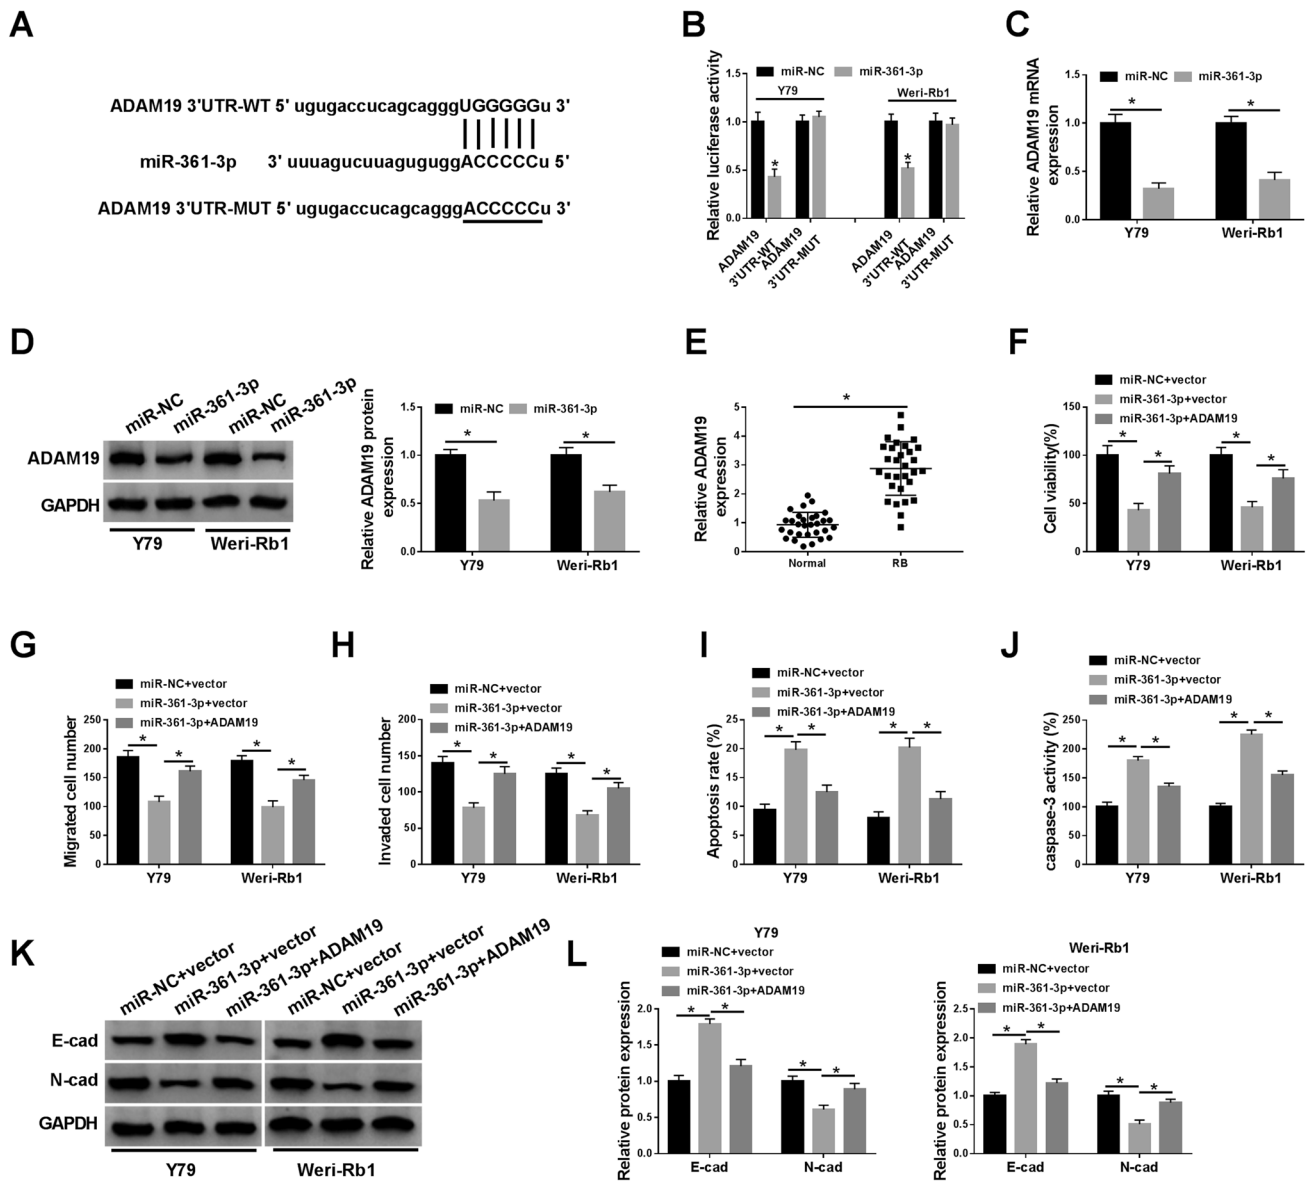 A
ADAM19 3'UTR-WT 5' ugugaccucagcagggUGGGGGu 3'
miR-361-3p 3' uuuagucuuaguguggACCCCCu 5'
ADAM19 3'UTR-MUT 5' ugugaccucagcagggACCCCCu 3'
B
miR-NC miR-361-3p
Y79 Weri-Rb1
Relative luciferase activity
1.5
1.0
0.5
0.0
* *
ADAM19 3'UTR-WT
ADAM19 3'UTR-MUT
ADAM19 3'UTR-WT
ADAM19 3'UTR-MUT
C
miR-NC miR-361-3p
Relative ADAM19 mRNA
expression
1.5
1.0
0.5
0.0
* *
Y79 Weri-Rb1
D
miR-NC miR-361-3p miR-NC miR-361-3p
ADAM19
GAPDH
Y79 Weri-Rb1
miR-NC miR-361-3p
Relative ADAM19 protein
expression
1.5
1.0
0.5
0.0
* *
Y79 Weri-Rb1
E
Relative ADAM19
expression
5
4
3
2
1
0
*
Normal RB
F
miR-NC+vector
miR-361-3p+vector
miR-361-3p+ADAM19
Cell viability(%)
150
100
50
0
* * * *
Y79 Weri-Rb1
G
miR-NC+vector
miR-361-3p+vector
miR-361-3p+ADAM19
Migrated cell number
250
200
150
100
50
0
* * * *
Y79 Weri-Rb1
H
miR-NC+vector
miR-361-3p+vector
miR-361-3p+ADAM19
Invaded cell number
200
150
100
50
0
* * * *
Y79 Weri-Rb1
I
miR-NC+vector
miR-361-3p+vector
miR-361-3p+ADAM19
Apoptosis rate (%)
25
20
15
10
5
0
* * * *
Y79 Weri-Rb1
J
miR-NC+vector
miR-361-3p+vector
miR-361-3p+ADAM19
caspase-3 activity (%)
250
200
150
100
50
0
* * * *
Y79 Weri-Rb1
K
miR-NC+vector miR-361-3p+vector miR-361-3p+ADAM19 miR-NC+vector miR-361-3p+vector miR-361-3p+ADAM19
E-cad
N-cad
GAPDH
Y79 Weri-Rb1
L
Y79
miR-NC+vector
miR-361-3p+vector
miR-361-3p+ADAM19
Relative protein expression
2.0
1.5
1.0
0.5
0.0
* * * *
E-cad N-cad
Weri-Rb1
miR-NC+vector
miR-361-3p+vector
miR-361-3p+ADAM19
Relative protein expression
2.5
2.0
1.5
1.0
0.5
0.0
* * * *
E-cad N-cad